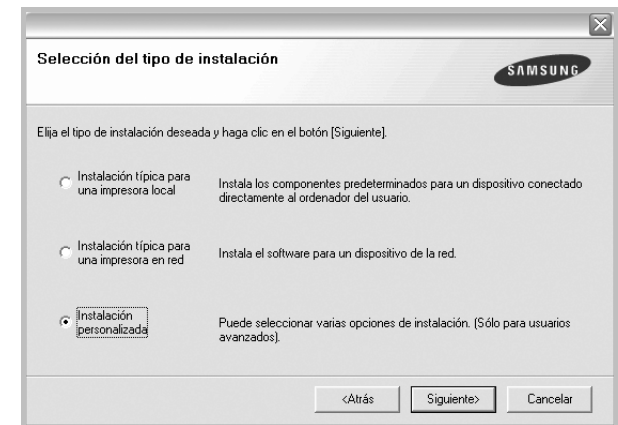 Selección del tipo de instalación
SAMSUNG
Elija el tipo de instalación deseada y haga clic en el botón [Siguiente].
Instalación típica para
una impresora local
Instala los componentes predeterminados para un dispositivo conectado
directamente al ordenador del usuario.
Instalación típica para
una impresora en red
Instala el software para un dispositivo de la red.
Instalación
personalizada
Puede seleccionar varias opciones de instalación. (Sólo para usuarios
avanzados).
<Atrás
Siguiente>
Cancelar